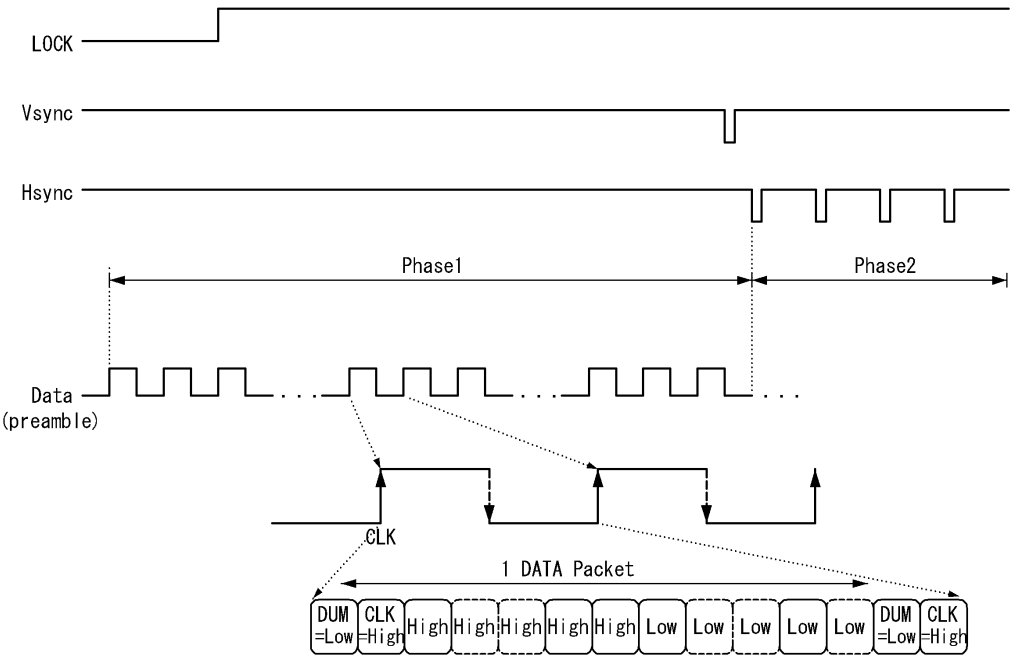 LOCK
Vsync
Hsync
Phase1
Phase2
Data
(preamble)
CLK
1 DATA Packet
DUM =Low CLK =High High High High High High Low Low Low Low Low DUM =Low CLK =High